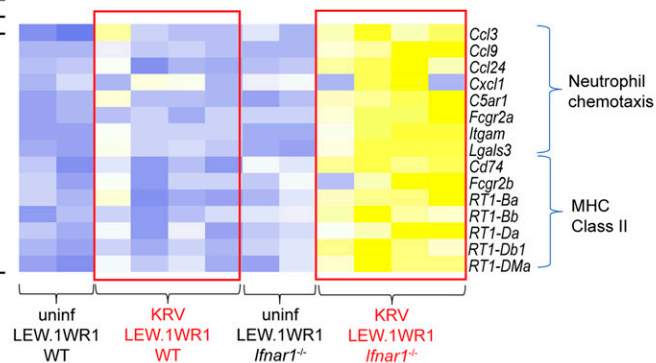 Ccl3
Ccl9
Ccl24
Cxcl1
C5ar1
Fcgr2a
Itgam
Lgals3
Cd74
Fcgr2b
RT1-Ba
RT1-Bb
RT1-Da
RT1-Db1
RT1-DMa
Neutrophil
chemotaxis
MHC
Class II
uninf
LEW.1WR1
WT
KRV
LEW.1WR1
WT
uninf
LEW.1WR1
Ifnar1-/-
KRV
LEW.1WR1
Ifnar1-/-